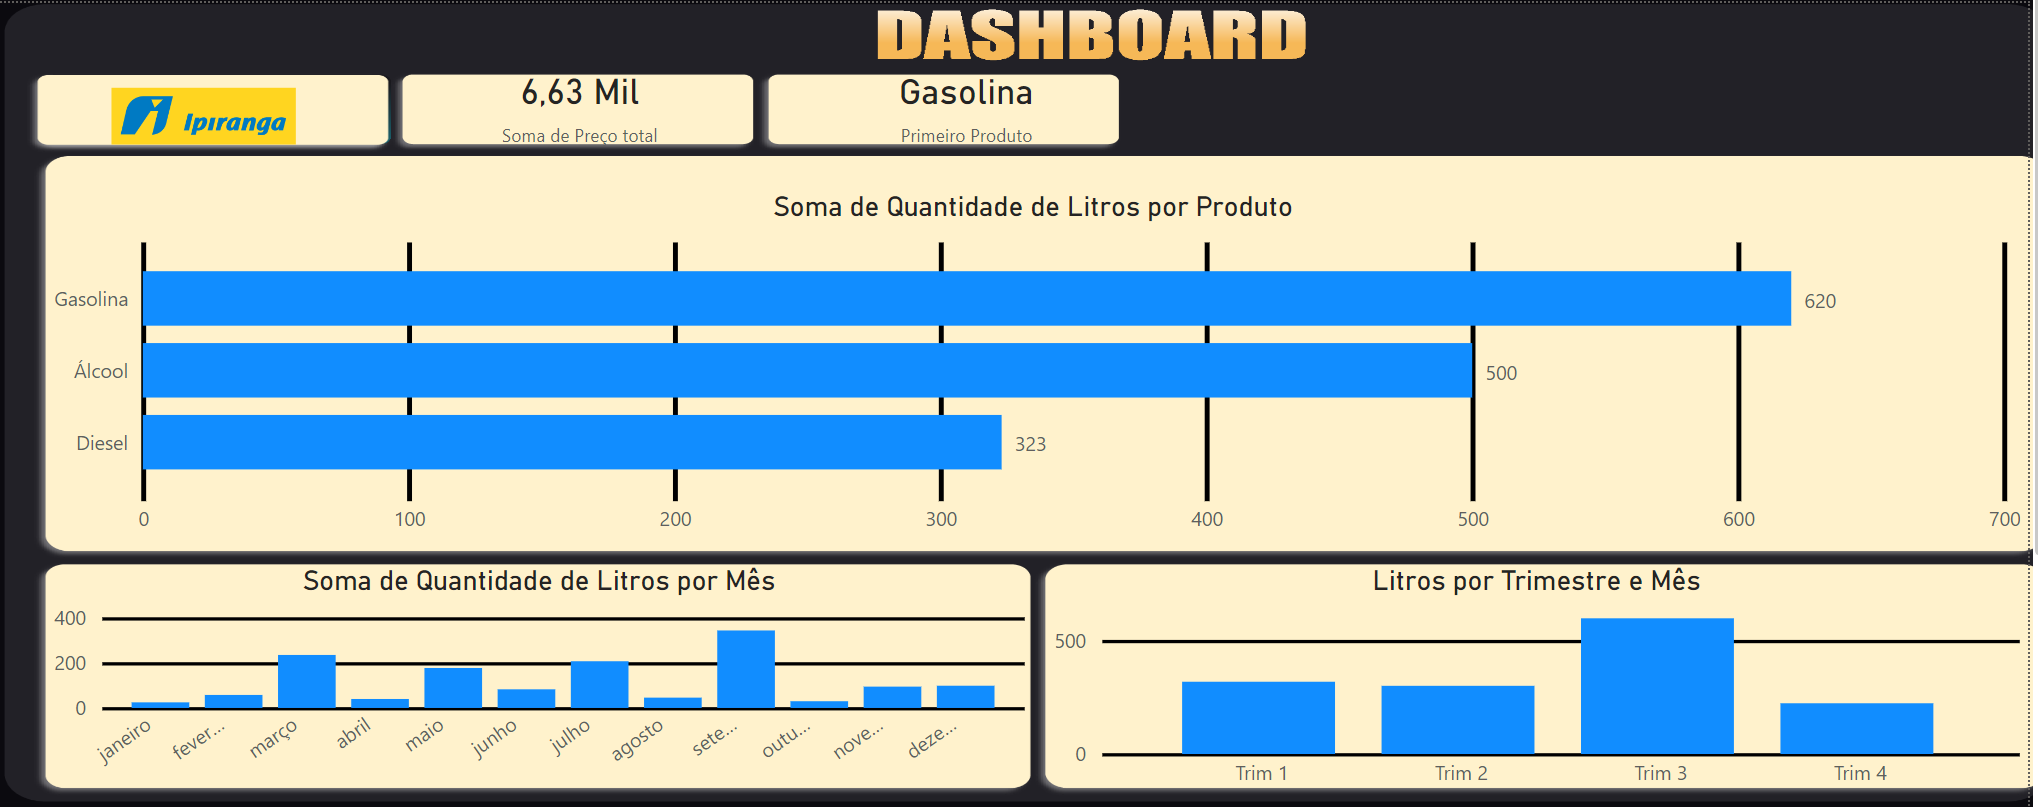 DASHBOARD
Ipiranga
6,63 Mil
Soma de Preço total
Gasolina
Primeiro Produto
Soma de Quantidade de Litros por Produto
Gasolina
620
Álcool
500
Diesel
323
0 100 200 300 400 500 600 700
Soma de Quantidade de Litros por Mês
400
200
0
janeiro fever... março abril maio junho julho agosto sete... outu... nove... deze...
Litros por Trimestre e Mês
500
0
Trim 1 Trim 2 Trim 3 Trim 4